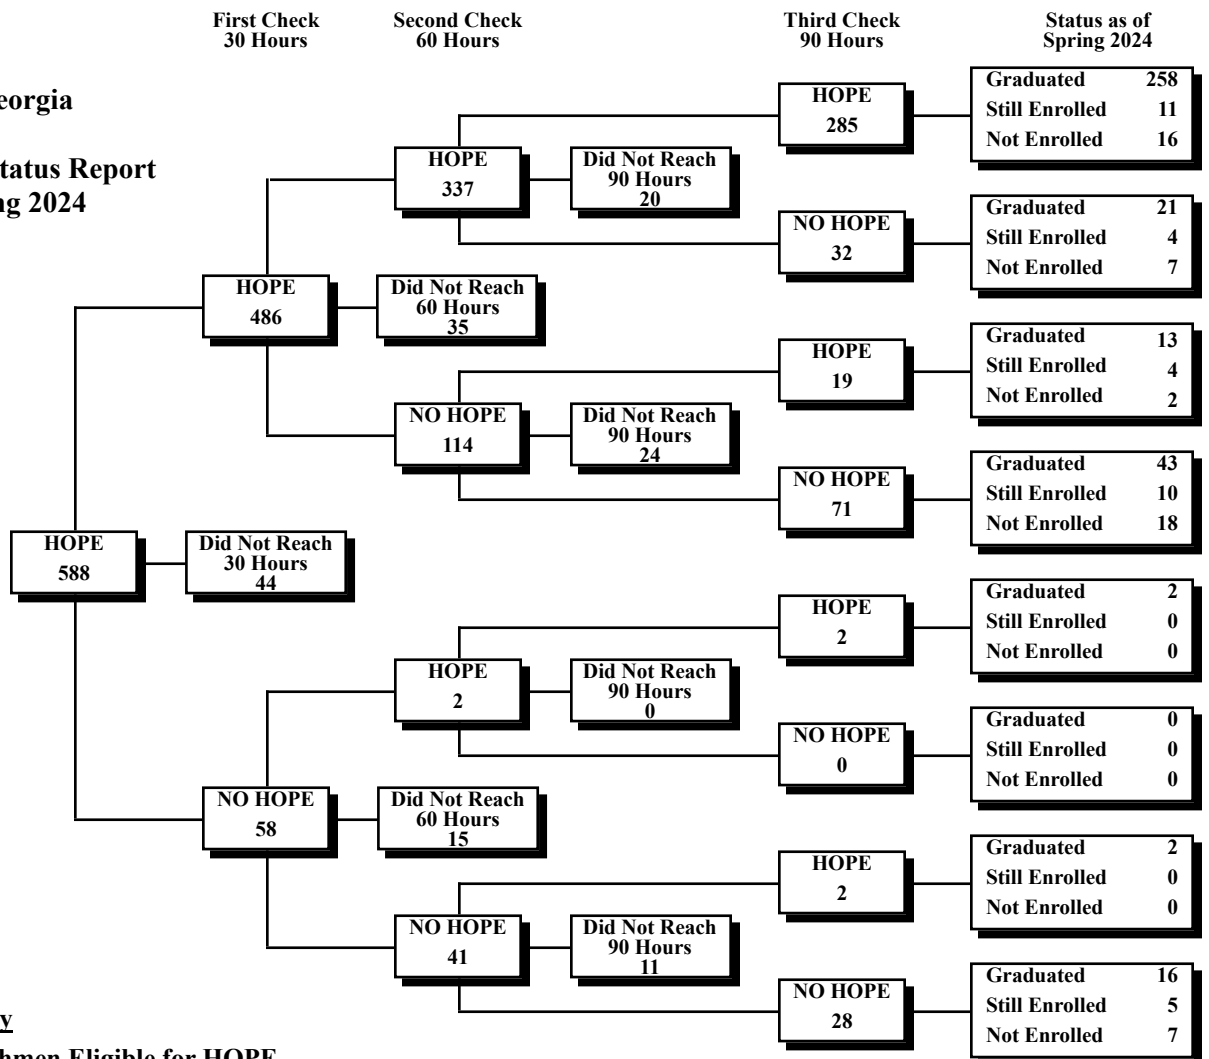 First Check
30 Hours
Second Check
60 Hours
Third Check
90 Hours
Status as of
Spring 2024
eorgia
tatus Report
ng 2024
HOPE
588
Did Not Reach
30 Hours
44
HOPE
486
Did Not Reach
60 Hours
35
NO HOPE
58
Did Not Reach
60 Hours
15
HOPE
337
Did Not Reach
90 Hours
20
NO HOPE
114
Did Not Reach
90 Hours
24
HOPE
2
Did Not Reach
90 Hours
0
NO HOPE
41
Did Not Reach
90 Hours
11
HOPE
285
Graduated 258
Still Enrolled 11
Not Enrolled 16
NO HOPE
32
Graduated 21
Still Enrolled 4
Not Enrolled 7
HOPE
19
Graduated 13
Still Enrolled 4
Not Enrolled 2
NO HOPE
71
Graduated 43
Still Enrolled 10
Not Enrolled 18
HOPE
2
Graduated 2
Still Enrolled 0
Not Enrolled 0
NO HOPE
0
Graduated 0
Still Enrolled 0
Not Enrolled 0
HOPE
2
Graduated 2
Still Enrolled 0
Not Enrolled 0
NO HOPE
28
Graduated 16
Still Enrolled 5
Not Enrolled 7
y
hmen Eligible for HOPE